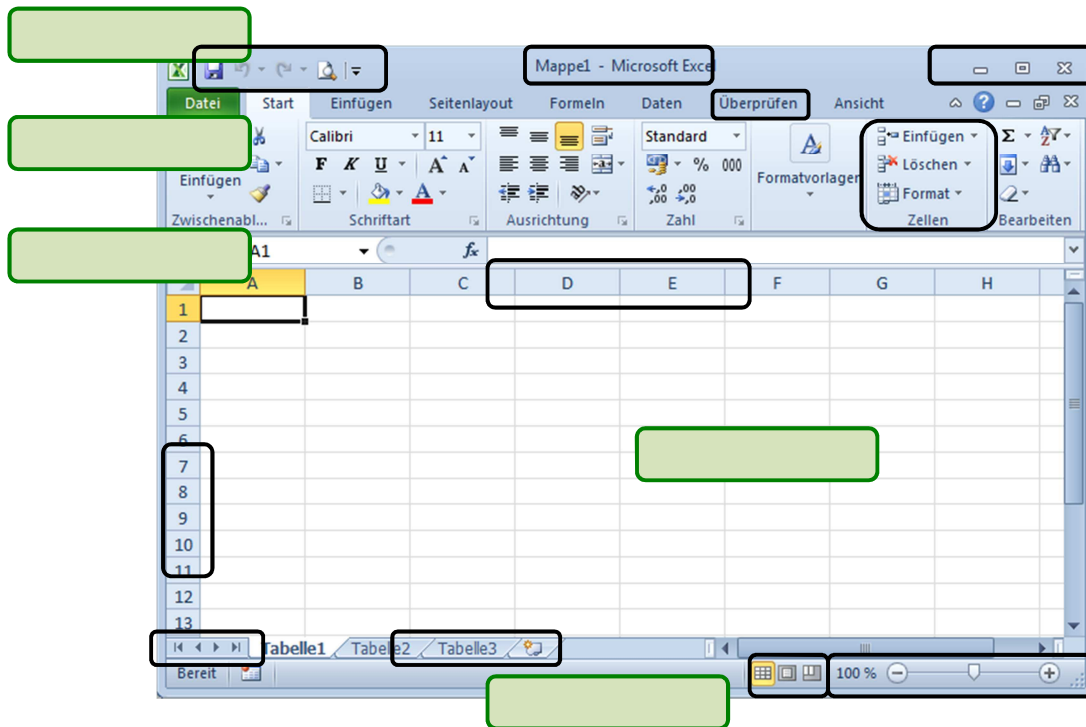 Mappe1 - Microsoft Excel
Datei Start Einfügen Seitenlayout Formeln Daten Überprüfen Ansicht
Calibri 11 Standard Einfügen Σ
F K U A A % 000 Formatvorlagen Löschen
Einfügen A Format
Zwischenabl... Schriftart Ausrichtung Zahl Zellen Bearbeiten
A1 fx
A B C D E F G H
1
2
3
4
5
6
7
8
9
10
11
12
13
Tabelle1 Tabelle2 Tabelle3
Bereit 100 %